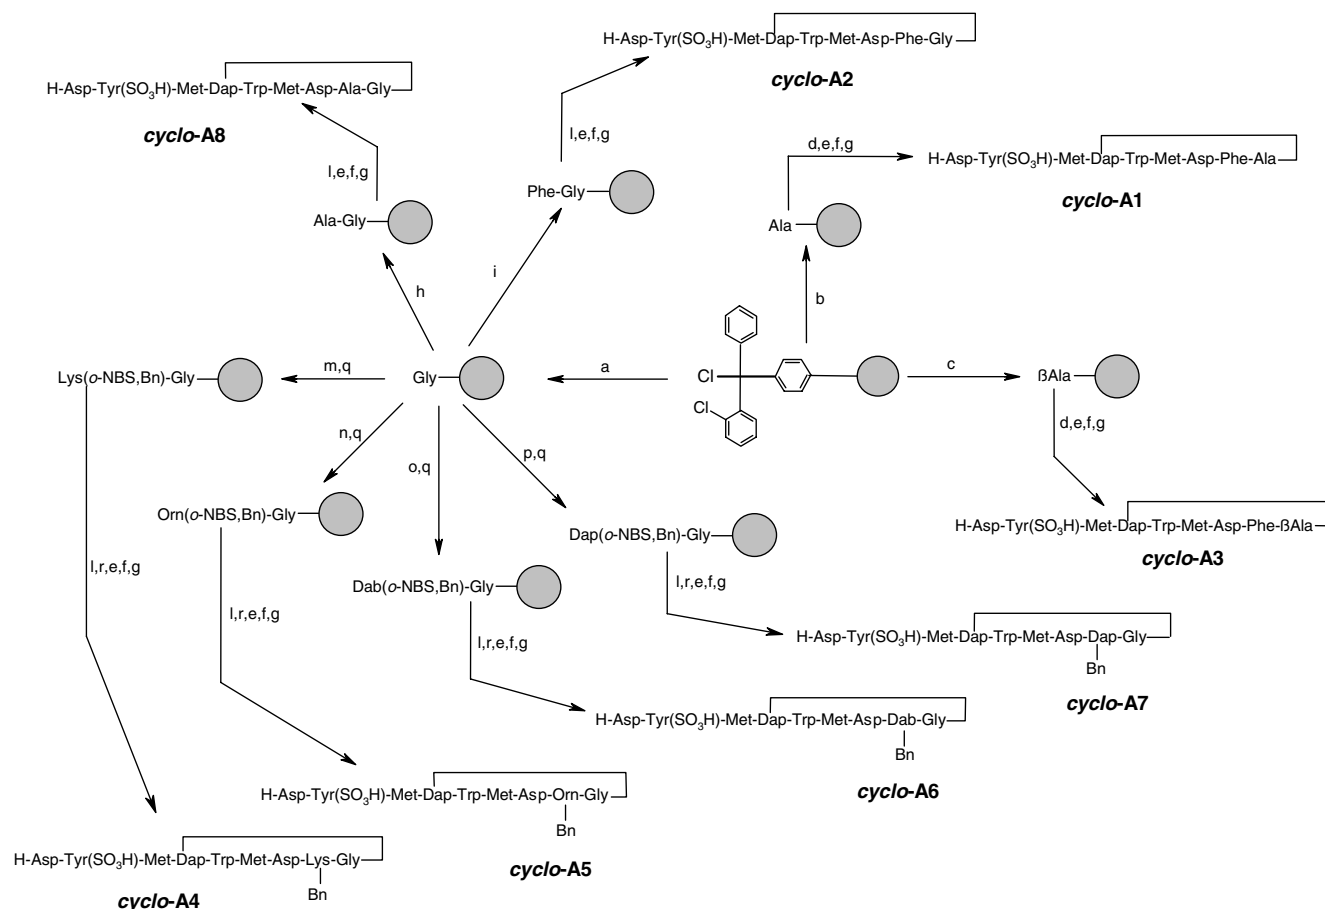 H-Asp-Tyr(SO3H)-Met-Dap-Trp-Met-Asp-Phe-Gly
cyclo-A2
H-Asp-Tyr(SO3H)-Met-Dap-Trp-Met-Asp-Ala-Gly
cyclo-A8
l,e,f,g
l,e,f,g
d,e,f,g
H-Asp-Tyr(SO3H)-Met-Dap-Trp-Met-Asp-Phe-Ala
cyclo-A1
Phe-Gly
Ala-Gly
Ala
i
h
b
Lys(o-NBS,Bn)-Gly
m,q
Gly
a
Cl
Cl
c
ßAla
d,e,f,g
n,q
o,q
p,q
Orn(o-NBS,Bn)-Gly
Dap(o-NBS,Bn)-Gly
H-Asp-Tyr(SO3H)-Met-Dap-Trp-Met-Asp-Phe-ßAla
cyclo-A3
l,r,e,f,g
Dab(o-NBS,Bn)-Gly
l,r,e,f,g
l,r,e,f,g
l,r,e,f,g
H-Asp-Tyr(SO3H)-Met-Dap-Trp-Met-Asp-Dap-Gly
Bn
cyclo-A7
H-Asp-Tyr(SO3H)-Met-Dap-Trp-Met-Asp-Dab-Gly
Bn
cyclo-A6
H-Asp-Tyr(SO3H)-Met-Dap-Trp-Met-Asp-Orn-Gly
Bn
cyclo-A5
H-Asp-Tyr(SO3H)-Met-Dap-Trp-Met-Asp-Lys-Gly
Bn
cyclo-A4